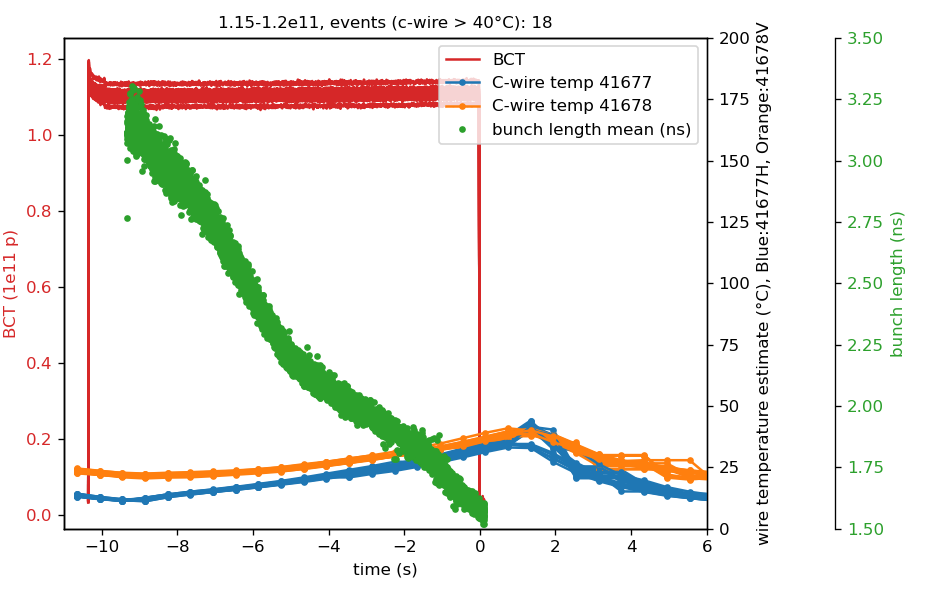 1.15-1.2e11, events (c-wire > 40°C): 18
BCT (1e11 p)
1.2
1.0
0.8
0.6
0.4
0.2
0.0
BCT
C-wire temp 41677
C-wire temp 41678
bunch length mean (ns)
200
175
150
125
100
75
50
25
0
wire temperature estimate (°C), Blue:41677H, Orange:41678V
3.50
3.25
3.00
2.75
2.50
2.25
2.00
1.75
1.50
bunch length (ns)
−10 −8 −6 −4 −2 0 2 4 6
time (s)